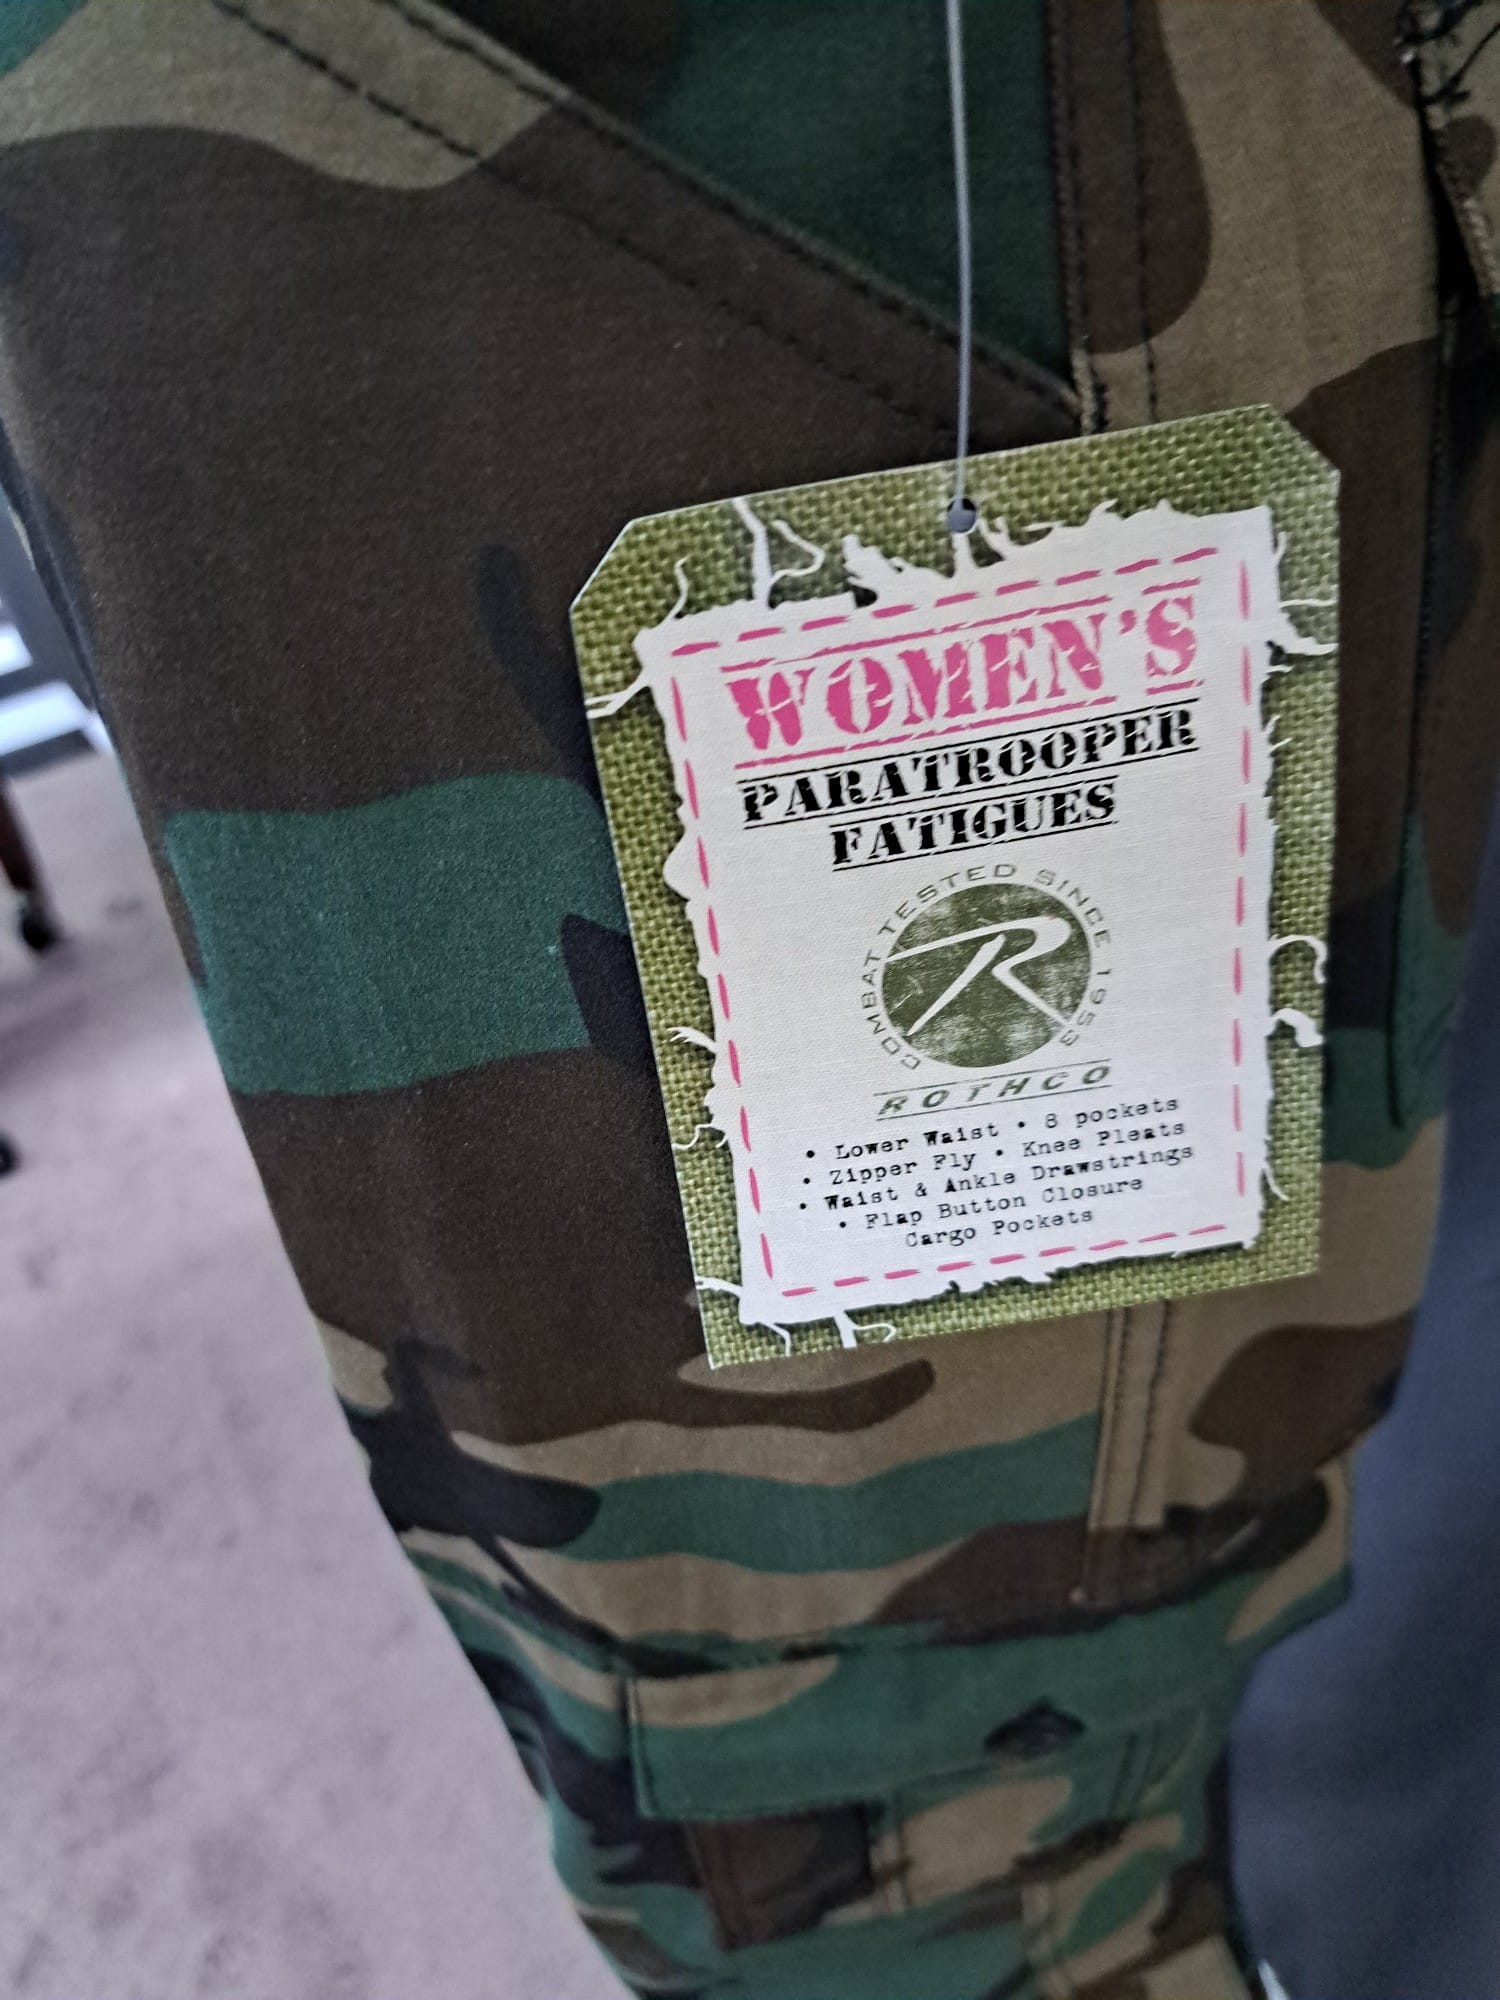 WOMEN'S
PARATROOPER
FATIGUES
COMBAT TESTED SINCE 1953
R
ROTHCO
• Lower Waist • 8 pockets
• Zipper Fly • Knee Pleats
• Waist & Ankle Drawstrings
• Flap Button Closure
Cargo Pockets